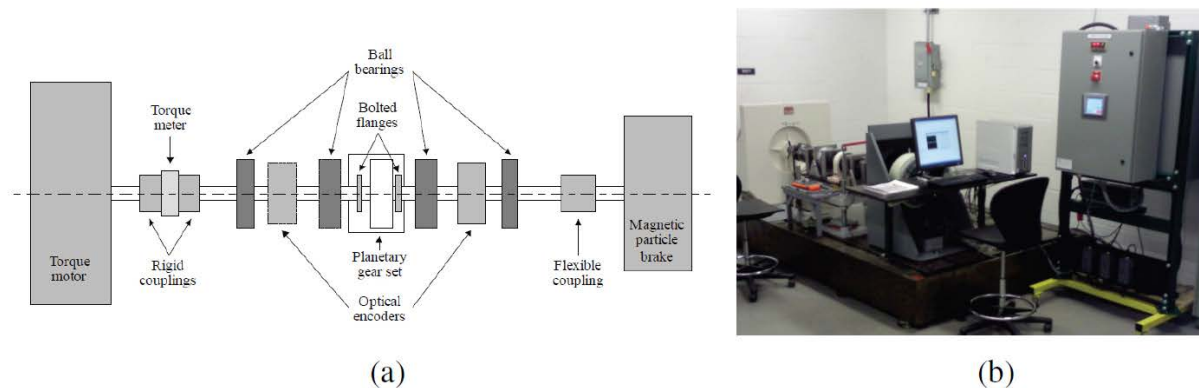 Ball
bearings
Bolted
flanges
Torque
meter
Torque
motor
Rigid
couplings
Planetary
gear set
Optical
encoders
Flexible
coupling
Magnetic
particle
brake
(a)
(b)